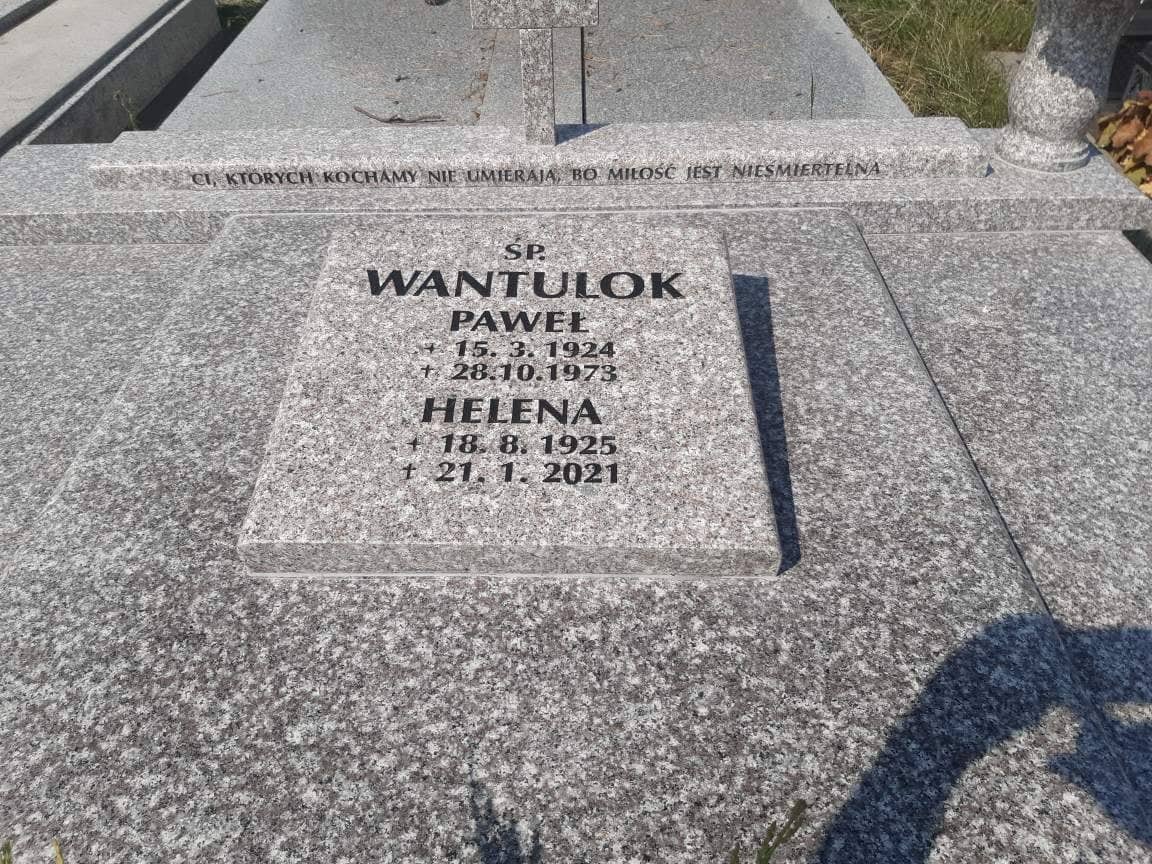 CI, KTÓRYCH KOCHAMY NIE UMIERAJĄ, BO MIŁOŚĆ JEST NIEŚMIERTELNA
ŚP.
WANTULOK
PAWEŁ
+ 15. 3. 1924
† 28.10.1973
HELENA
+ 18. 8. 1925
† 21. 1. 2021